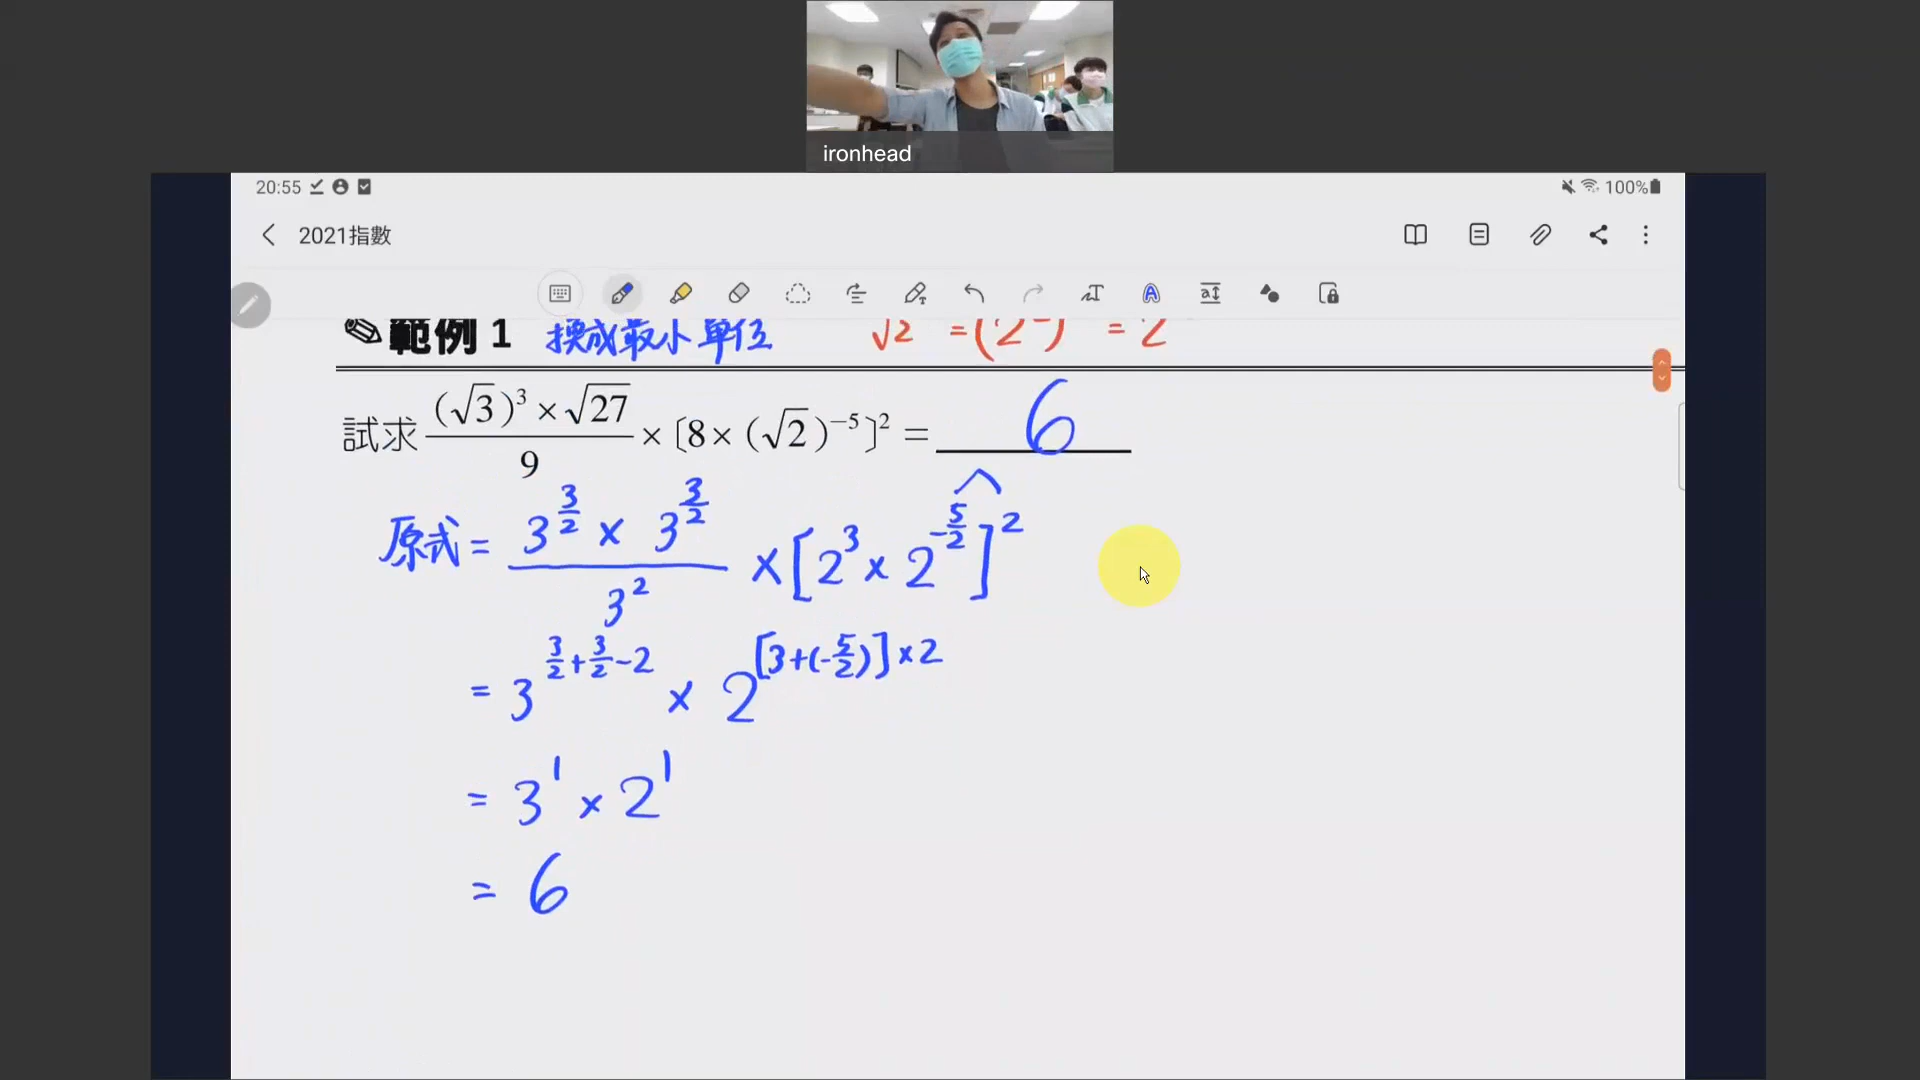 ironhead
20:55
100%
2021指數
範例 1 換成最小單位 √2 = (2 ) = 2
試求 (√3)³ × √27 / 9 × [8 × (√2)⁻⁵]² = 6
原式 = 3^(3/2) × 3^(3/2) / 3² × [2³ × 2^(-5/2)]²
= 3^(3/2+3/2-2) × 2^([3+(-5/2)]×2)
= 3¹ × 2¹
= 6